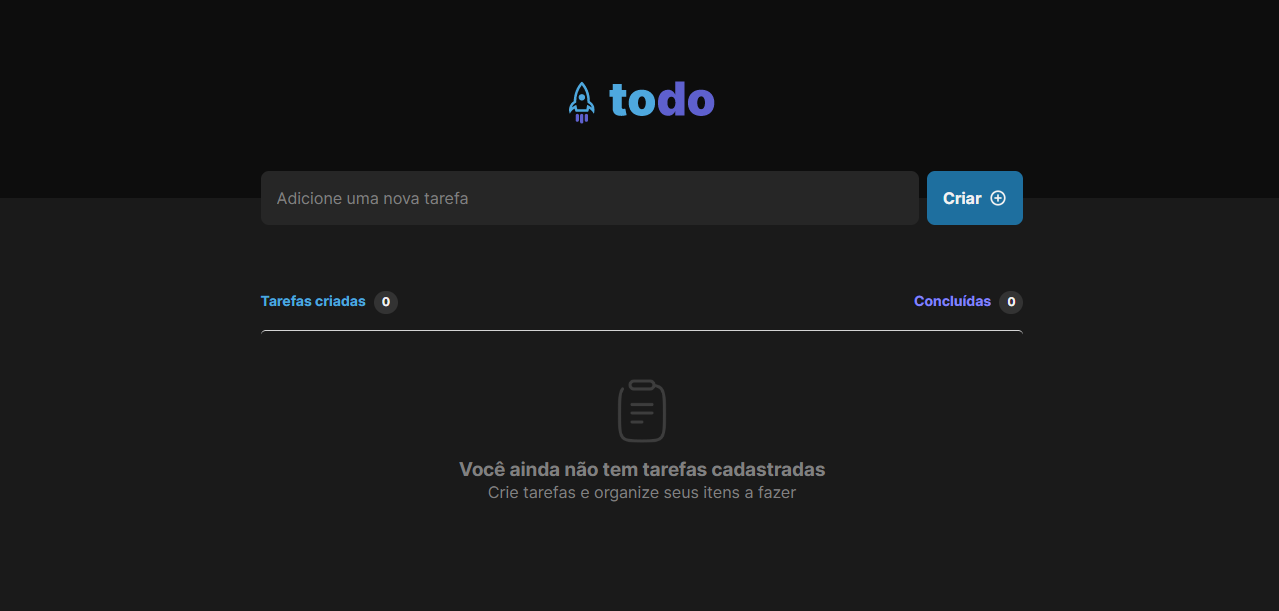 todo
Adicione uma nova tarefa
Criar
Tarefas criadas 0
Concluídas 0
Você ainda não tem tarefas cadastradas
Crie tarefas e organize seus itens a fazer